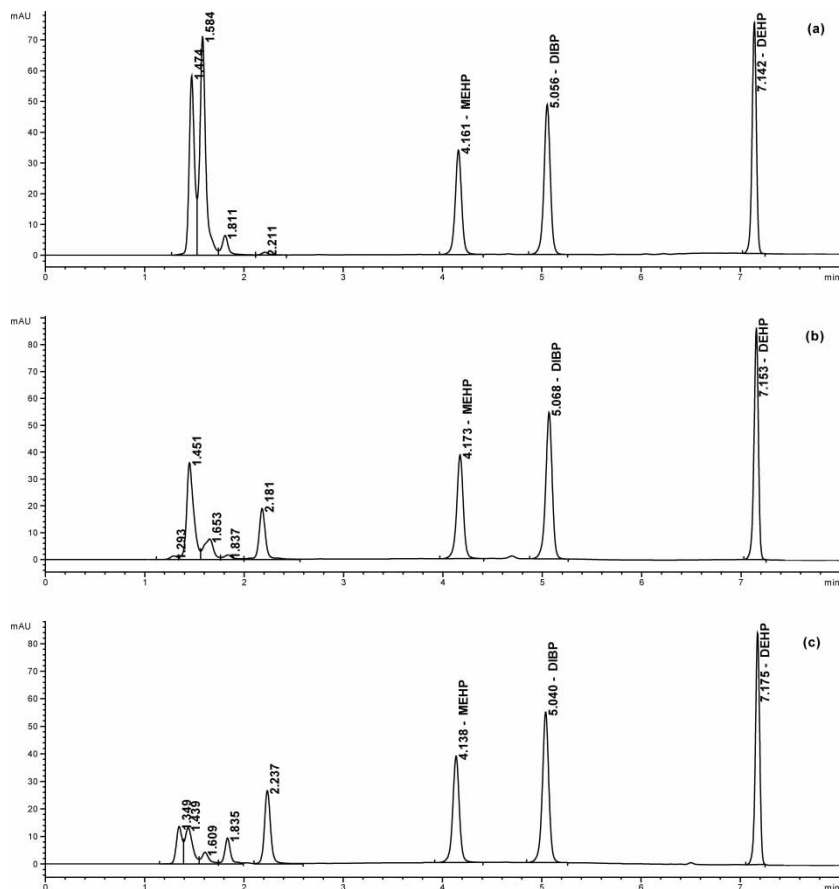 mAU
(a)
70
60
50
40
30
20
10
0
1.474
1.584
1.811
2.211
4.161 - MEHP
5.056 - DIBP
7.142 - DEHP
0 1 2 3 4 5 6 7 min
mAU
(b)
80
70
60
50
40
30
20
10
0
1.293
1.451
1.653
1.837
2.181
4.173 - MEHP
5.068 - DIBP
7.153 - DEHP
0 1 2 3 4 5 6 7 min
mAU
(c)
80
70
60
50
40
30
20
10
0
1.349
1.439
1.609
1.835
2.237
4.138 - MEHP
5.040 - DIBP
7.175 - DEHP
0 1 2 3 4 5 6 7 min